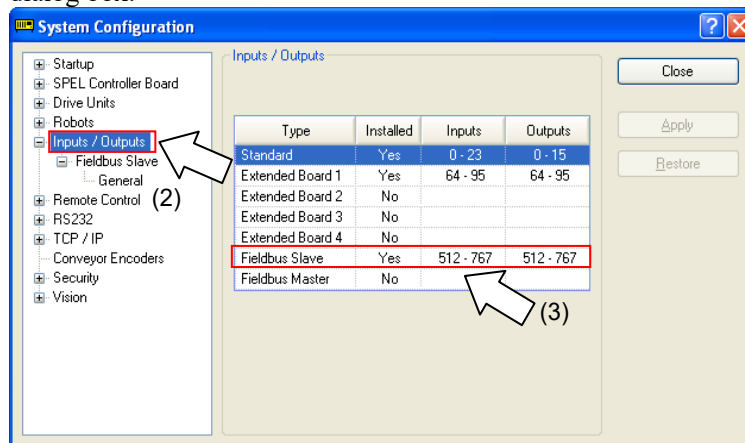 dialog box.
System Configuration
Startup
SPEL Controller Board
Drive Units
Robots
Inputs / Outputs
Fieldbus Slave
General
Remote Control
RS232
TCP / IP
Conveyor Encoders
Security
Vision
(2)
Inputs / Outputs
Type Installed Inputs Outputs
Standard Yes 0 - 23 0 - 15
Extended Board 1 Yes 64 - 95 64 - 95
Extended Board 2 No
Extended Board 3 No
Extended Board 4 No
Fieldbus Slave Yes 512 - 767 512 - 767
Fieldbus Master No
(3)
Close
Apply
Restore